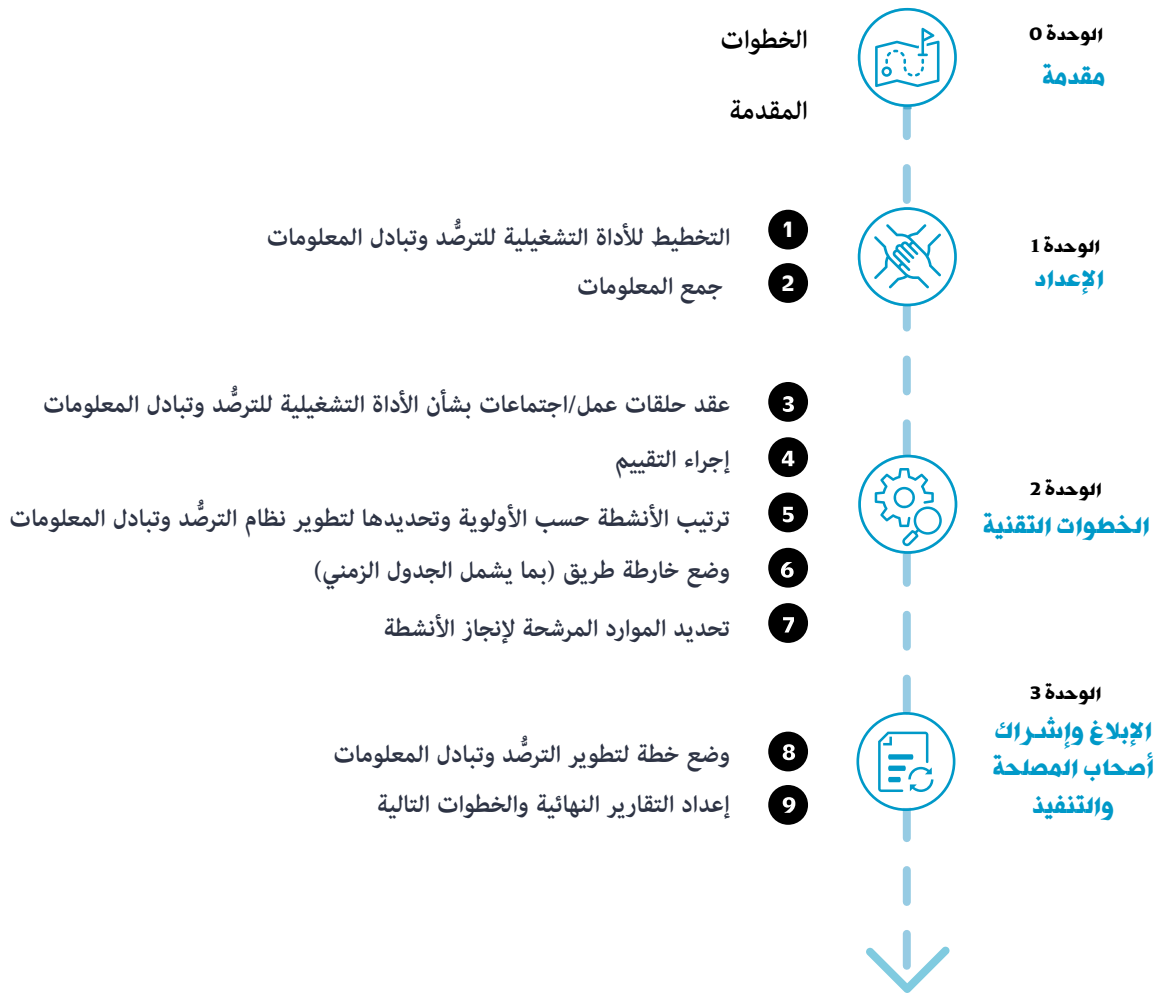 الوحدة 0
مقدمة
الخطوات
المقدمة
الوحدة 1
الإعداد
1 التخطيط للأداة التشغيلية للترصُّد وتبادل المعلومات
2 جمع المعلومات
الوحدة 2
الخطوات التقنية
3 عقد حلقات عمل/اجتماعات بشأن الأداة التشغيلية للترصُّد وتبادل المعلومات
4 إجراء التقييم
5 ترتيب الأنشطة حسب الأولوية وتحديدها لتطوير نظام الترصُّد وتبادل المعلومات
6 وضع خارطة طريق (بما يشمل الجدول الزمني)
7 تحديد الموارد المرشحة لإنجاز الأنشطة
الوحدة 3
الإبلاغ وإشراك
أصحاب المصلحة
والتنفيذ
8 وضع خطة لتطوير الترصُّد وتبادل المعلومات
9 إعداد التقارير النهائية والخطوات التالية